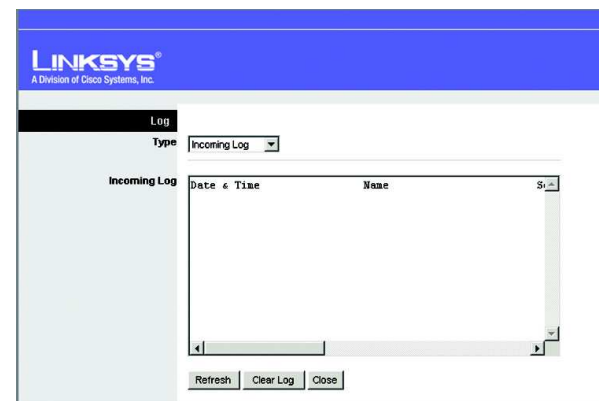 LINKSYS®
A Division of Cisco Systems, Inc.
Log
Type Incoming Log
Incoming Log
Date & Time Name
Refresh Clear Log Close